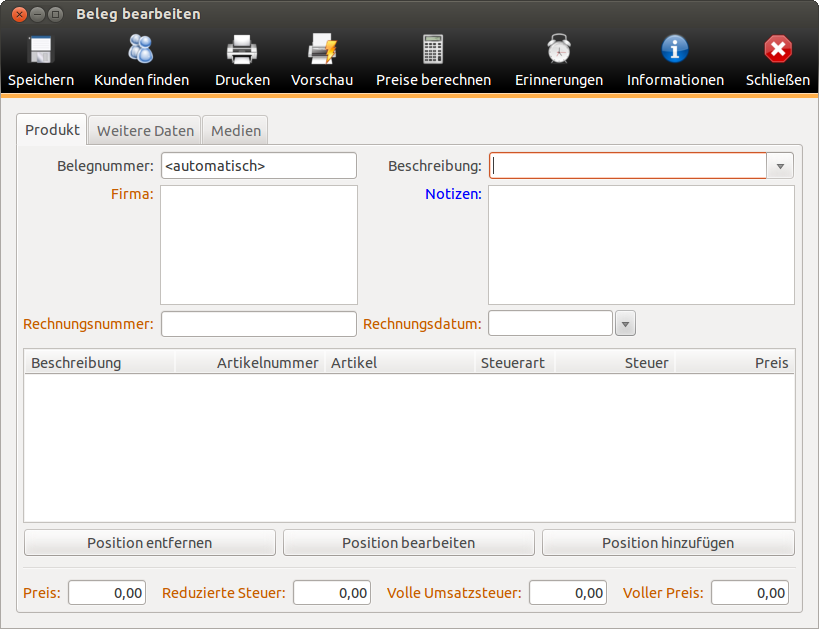 Beleg bearbeiten
Speichern Kunden finden Drucken Vorschau Preise berechnen Erinnerungen Informationen Schließen
Produkt Weitere Daten Medien
Belegnummer: <automatisch> Beschreibung:
Firma: Notizen:
Rechnungsnummer: Rechnungsdatum:
Beschreibung Artikelnummer Artikel Steuerart Steuer Preis
Position entfernen Position bearbeiten Position hinzufügen
Preis: 0,00 Reduzierte Steuer: 0,00 Volle Umsatzsteuer: 0,00 Voller Preis: 0,00